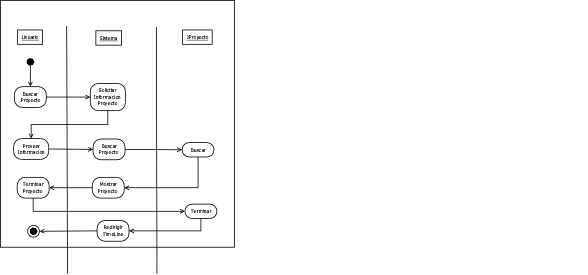 Usuario
Sistema
IProyecto
Buscar
Proyecto
Solicitar
Informacion
Proyecto
Proveer
Informacion
Buscar
Proyecto
Buscar
Terminar
Proyecto
Mostrar
Proyecto
Terminar
Redirigir
TimeLine